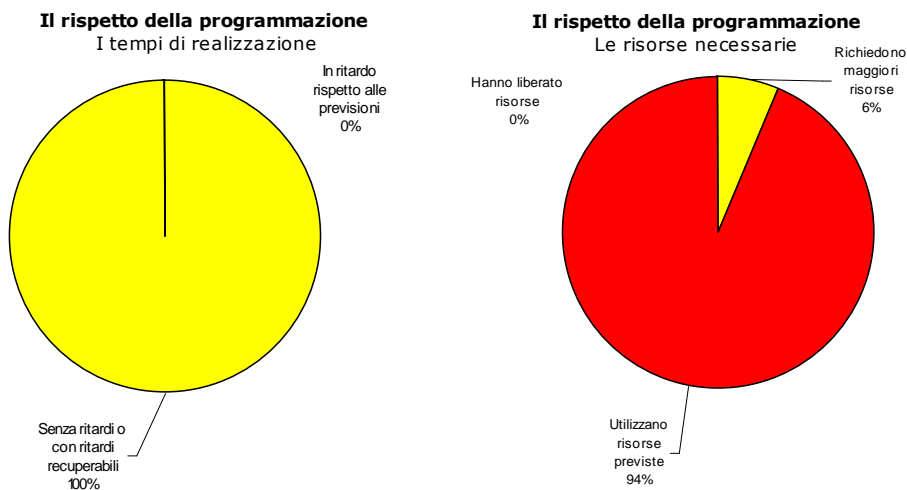 Il rispetto della programmazione
I tempi di realizzazione
In ritardo
rispetto alle
previsioni
0%
Senza ritardi o
con ritardi
recuperabili
100%
Il rispetto della programmazione
Le risorse necessarie
Richiedono
maggiori
risorse
6%
Hanno liberato
risorse
0%
Utilizzano
risorse
previste
94%